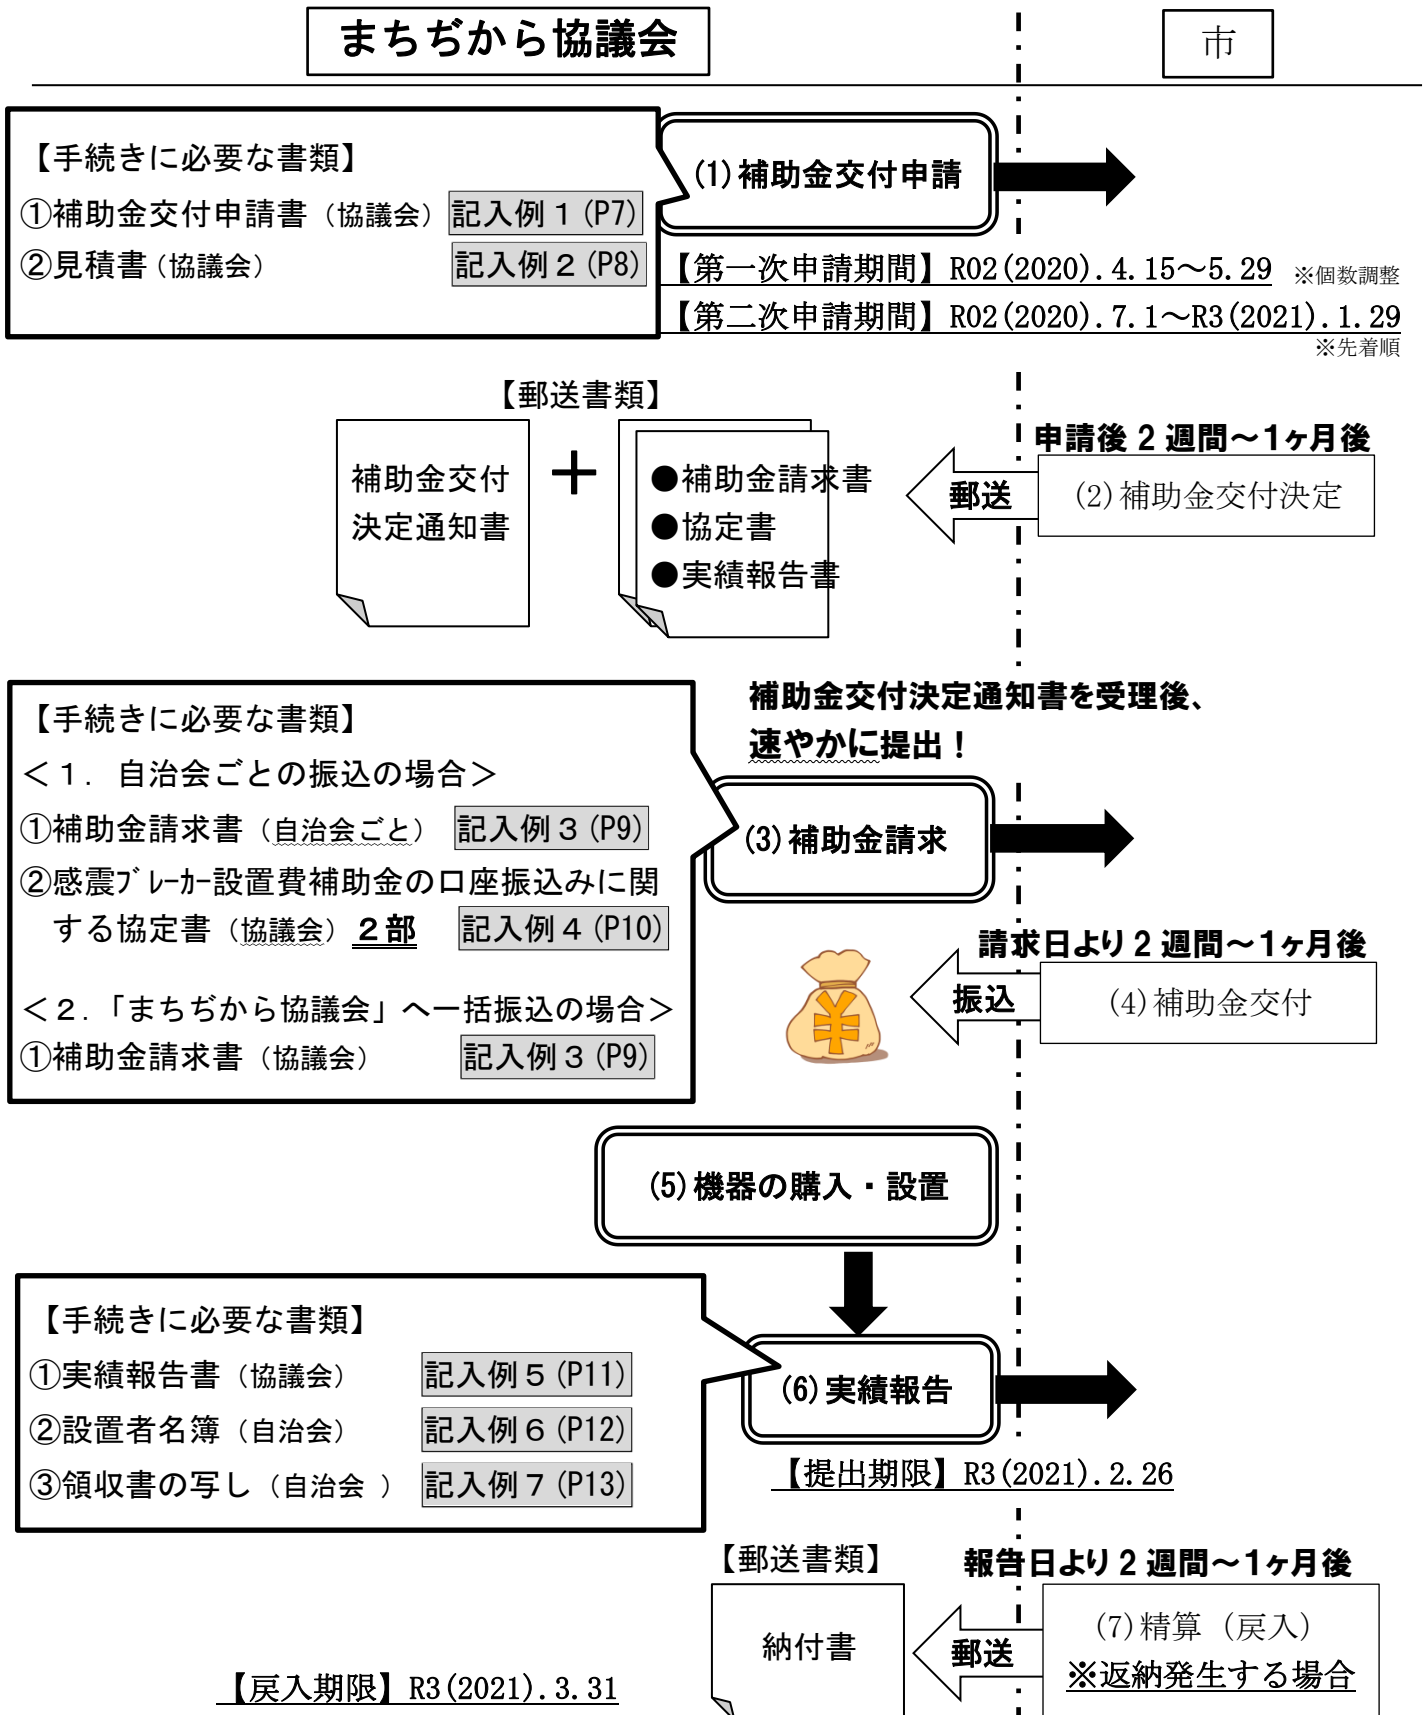 まちぢから協議会
市
【手続きに必要な書類】
①補助金交付申請書（協議会） 記入例１(P7)
②見積書（協議会） 記入例２(P8)
(1)補助金交付申請
【第一次申請期間】R02(2020).4.15～5.29 ※個数調整
【第二次申請期間】R02(2020).7.1～R3(2021).1.29
※先着順
【郵送書類】
補助金交付
決定通知書
＋
●補助金請求書
●協定書
●実績報告書
申請後２週間～１ヶ月後
郵送
(2)補助金交付決定
補助金交付決定通知書を受理後、
速やかに提出！
【手続きに必要な書類】
＜１．自治会ごとの振込の場合＞
①補助金請求書（自治会ごと） 記入例３(P9)
②感震ﾌﾞﾚｰｶｰ設置費補助金の口座振込みに関
する協定書（協議会）２部 記入例４(P10)
＜２．「まちぢから協議会」へ一括振込の場合＞
①補助金請求書（協議会） 記入例３(P9)
(3)補助金請求
請求日より２週間～１ヶ月後
振込
(4)補助金交付
¥
(5)機器の購入・設置
【手続きに必要な書類】
①実績報告書（協議会） 記入例５(P11)
②設置者名簿（自治会） 記入例６(P12)
③領収書の写し（自治会 ） 記入例７(P13)
(6)実績報告
【提出期限】R3(2021).2.26
【郵送書類】
納付書
報告日より２週間～１ヶ月後
郵送
(7)精算（戻入）
※返納発生する場合
【戻入期限】R3(2021).3.31